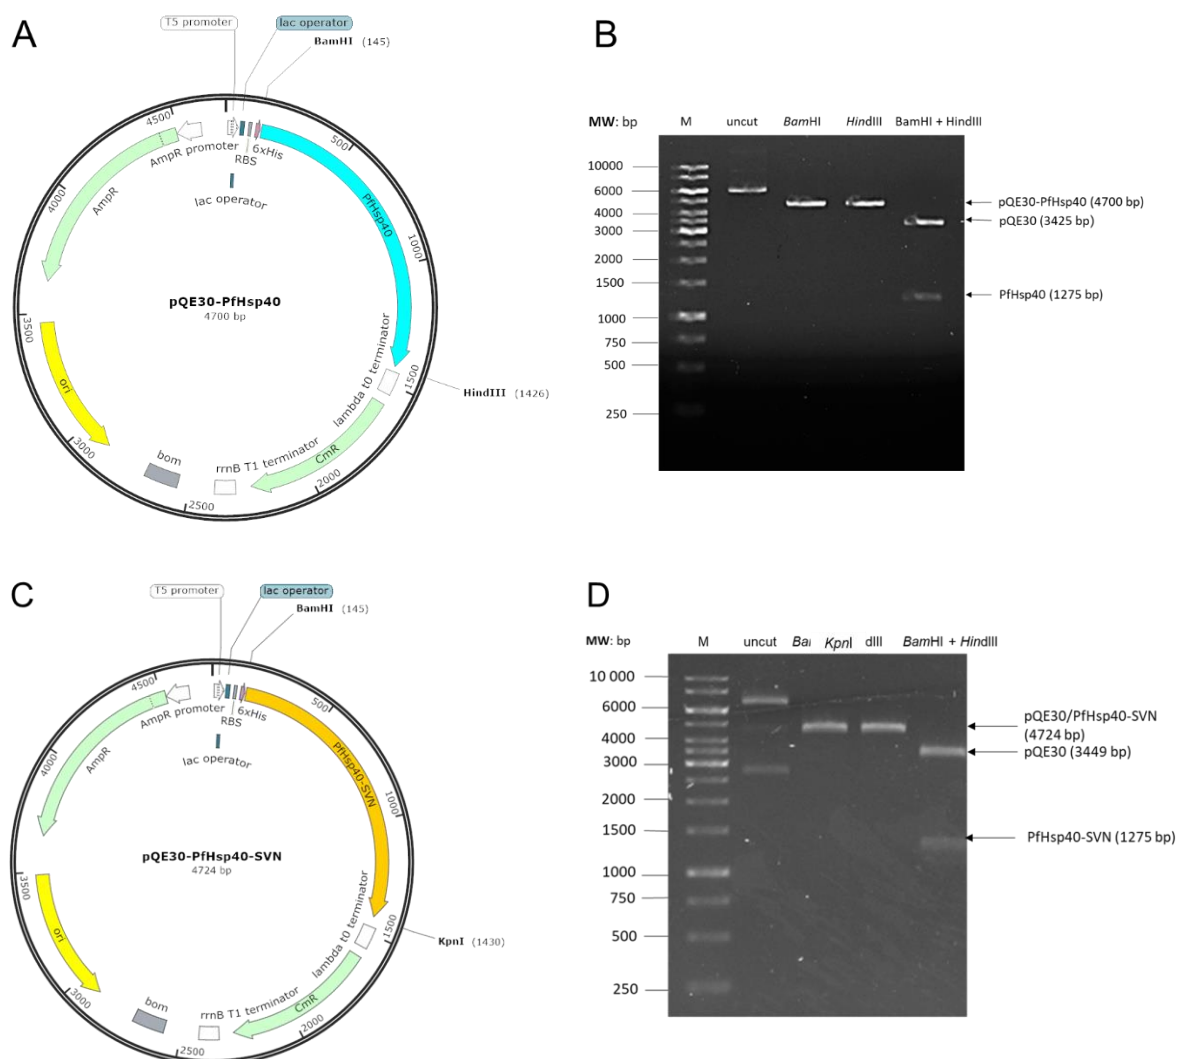 A
T5 promoter
lac operator
BamHI (145)
4500
500
AmpR promoter
RBS
6xHis
lac operator
4000
AmpR
PfHsp40
1000
pQE30-PfHsp40
4700 bp
3500
ori
lambda t0 terminator
1500
HindIII (1426)
3000
bom
rrnB T1 terminator
CmR
2000
2500
B
MW: bp M uncut BamHI HindIII BamHI + HindIII
10000
6000
4000
3000
2000
1500
1000
750
500
250
pQE30-PfHsp40 (4700 bp)
pQE30 (3425 bp)
PfHsp40 (1275 bp)
C
T5 promoter
lac operator
BamHI (145)
4500
500
AmpR promoter
RBS
6xHis
lac operator
4000
AmpR
PfHsp40-SVN
1000
pQE30-PfHsp40-SVN
4724 bp
3500
ori
lambda t0 terminator
1500
KpnI (1430)
3000
bom
rrnB T1 terminator
CmR
2000
2500
D
MW: bp M uncut Bai KpnI dIII BamHI + HindIII
10 000
6000
4000
3000
2000
1500
1000
750
500
250
pQE30/PfHsp40-SVN
(4724 bp)
pQE30 (3449 bp)
PfHsp40-SVN (1275 bp)